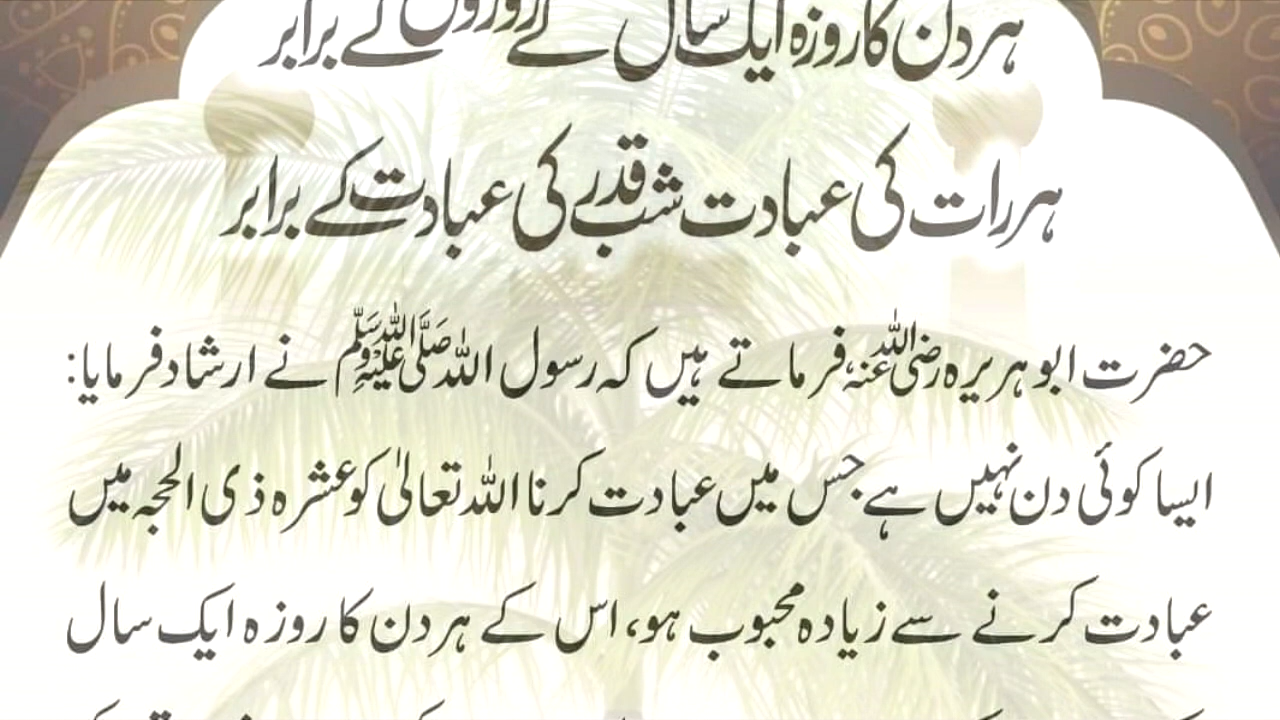 ہر دن کا روزہ ایک سال کے روزوں کے برابر
ہر رات کی عبادت شب قدر کی عبادت کے برابر
حضرت ابو ہریرہ رضی اللہ عنہ فرماتے ہیں کہ رسول اللہ صلی اللہ علیہ وسلم نے ارشاد فرمایا:
ایسا کوئی دن نہیں ہے جس میں عبادت کرنا اللہ تعالیٰ کو عشرہ ذی الحجہ میں
عبادت کرنے سے زیادہ محبوب ہو، اس کے ہر دن کا روزہ ایک سال